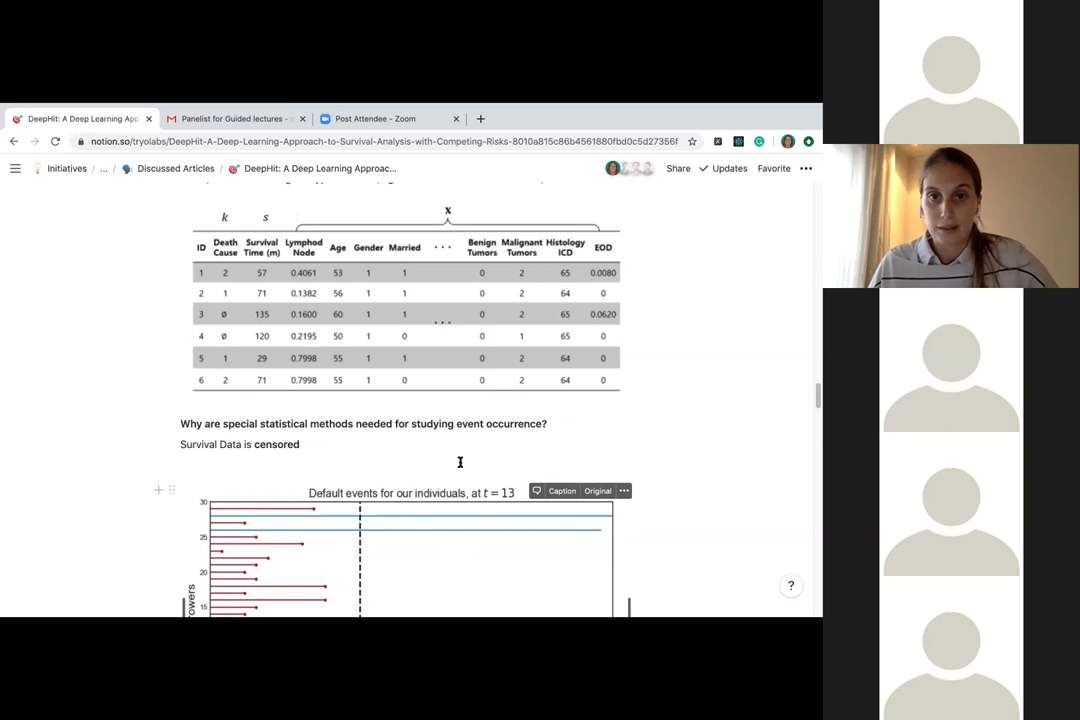 DeepHit: A Deep Learning App
Panelist for Guided lectures -
Post Attendee - Zoom
notion.so/tryolabs/DeepHit-A-Deep-Learning-Approach-to-Survival-Analysis-with-Competing-Risks-8010a815c86b4561880fbd0c5d27356f
Initiatives / ... / Discussed Articles / DeepHit: A Deep Learning Approac...
Share Updates Favorite
k s x
ID Death Cause Survival Time (m) Lymphod Node Age Gender Married ... Benign Tumors Malignant Tumors Histology ICD EOD
1 2 57 0.4061 53 1 1 0 2 65 0.0080
2 1 71 0.1382 56 1 1 0 2 64 0
3 ø 135 0.1600 60 1 1 ... 0 2 65 0.0620
4 ø 120 0.2195 50 1 0 0 1 65 0
5 1 29 0.7998 55 1 1 0 2 64 0
6 2 71 0.7998 55 1 0 0 2 64 0
Why are special statistical methods needed for studying event occurrence?
Survival Data is censored
Default events for our individuals, at t = 13
Caption Original
30
25
20
15
?